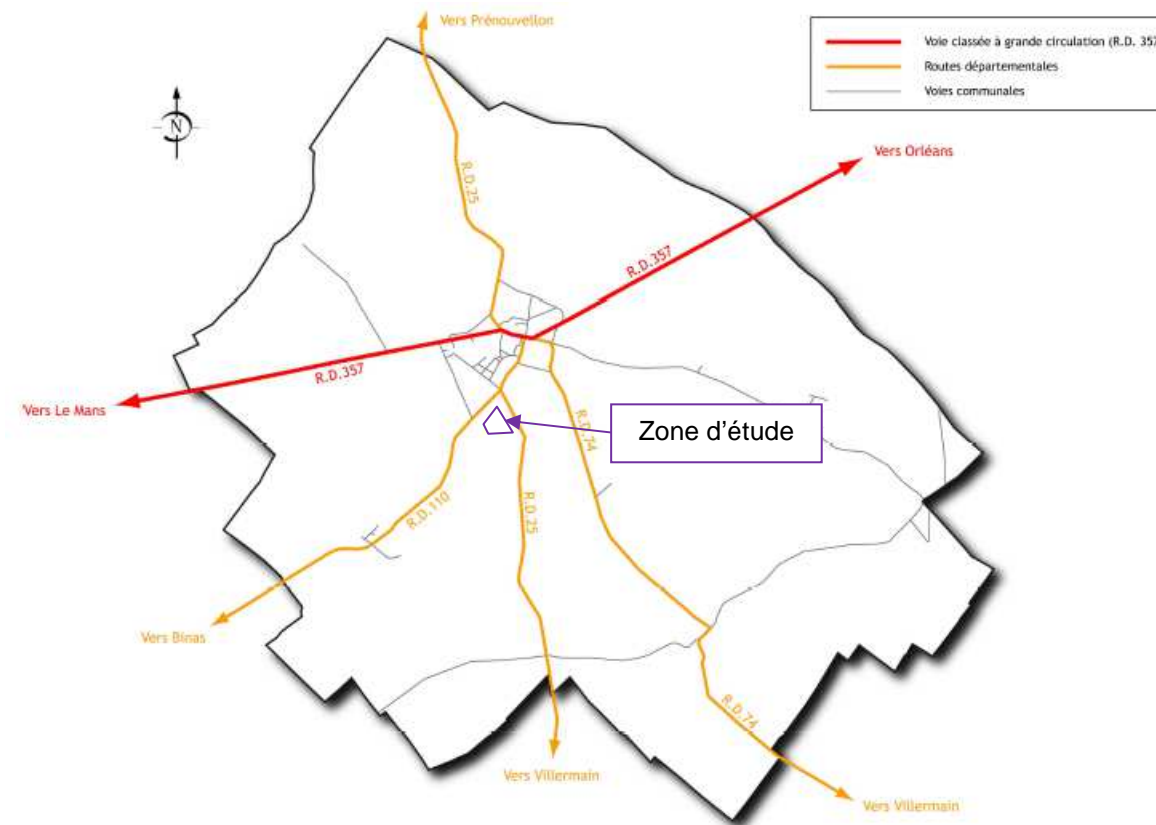 Vers Prénouvellon
Voie classée à grande circulation (R.D. 357
Routes départementales
Voies communales
N
Vers Orléans
R.D.25
R.D.357
R.D.357
Vers Le Mans
Zone d'étude
R.D.74
R.D.110
R.D.25
Vers Binas
R.D.74
Vers Villermain
Vers Villermain